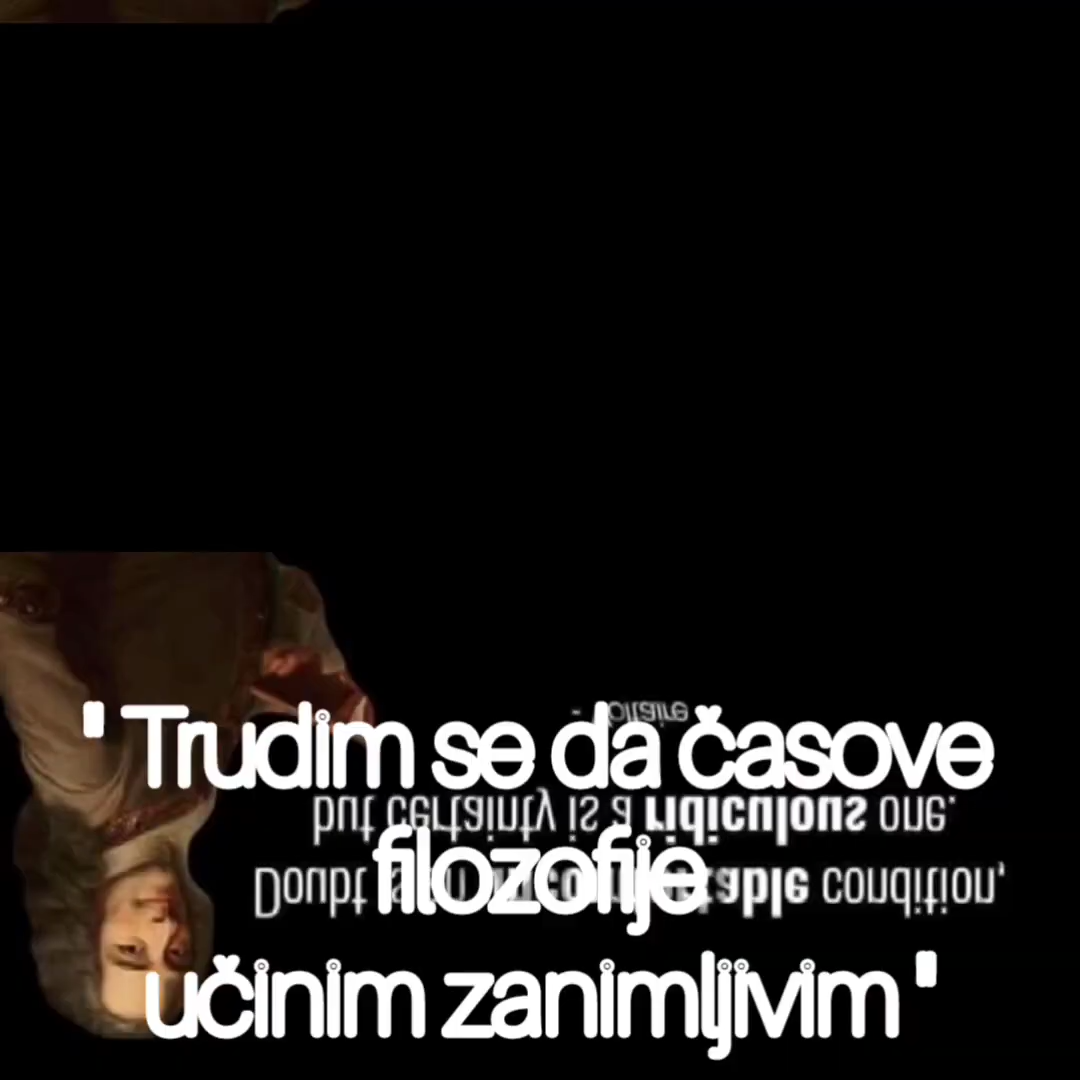 ' Trudim se da časove
filozofije
učinim zanimljivim '
but certainty is a ridiculous one.
Doubt condition,